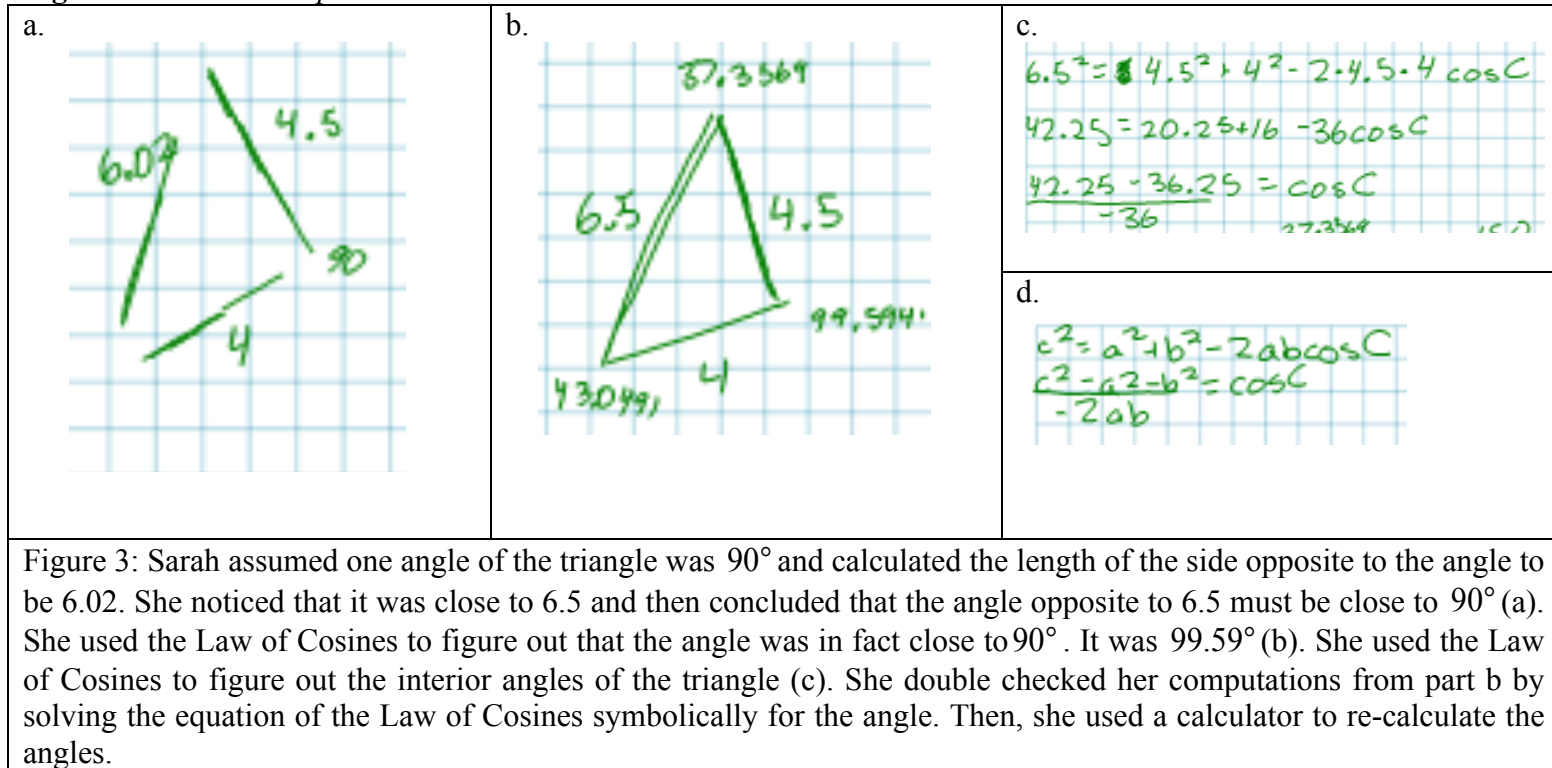 a.
6.02
4.5
90
4
b.
37.3569
6.5
4.5
99.594
43.0491
4
c.
6.5²= 4.5²+4²-2·4.5·4 cosC
42.25=20.25+16 -36cosC
42.25-36.25 = cosC
-36
d.
c²=a²+b²-2abcosC
c²-a²-b²=cosC
-2ab
Figure 3: Sarah assumed one angle of the triangle was 90° and calculated the length of the side opposite to the angle to
be 6.02. She noticed that it was close to 6.5 and then concluded that the angle opposite to 6.5 must be close to 90° (a).
She used the Law of Cosines to figure out that the angle was in fact close to 90°. It was 99.59° (b). She used the Law
of Cosines to figure out the interior angles of the triangle (c). She double checked her computations from part b by
solving the equation of the Law of Cosines symbolically for the angle. Then, she used a calculator to re-calculate the
angles.